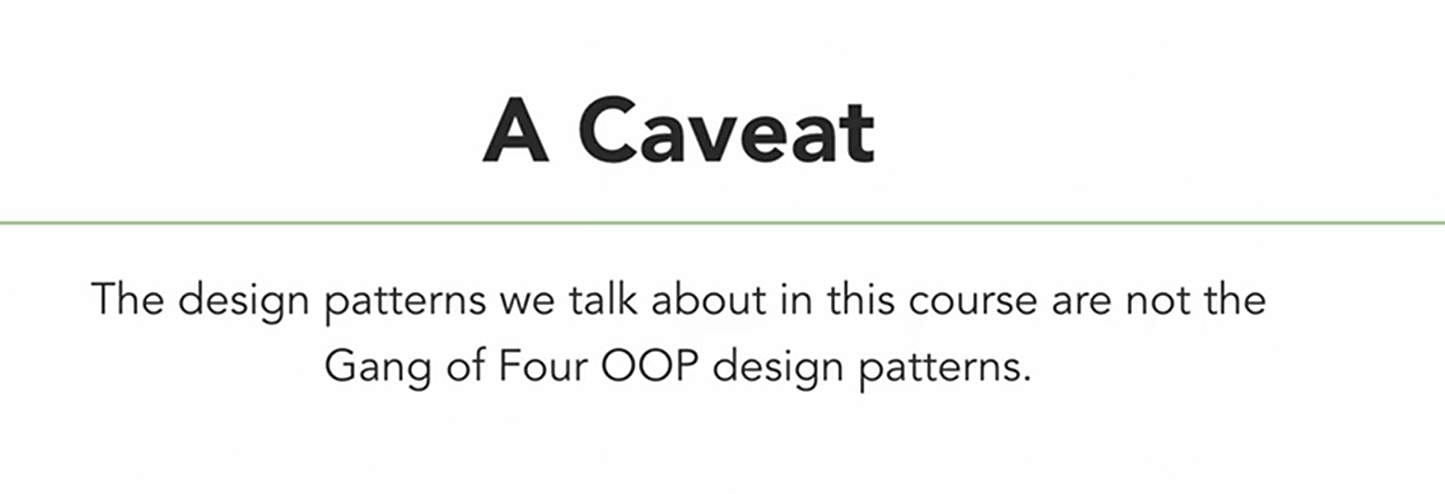 A Caveat
The design patterns we talk about in this course are not the
Gang of Four OOP design patterns.